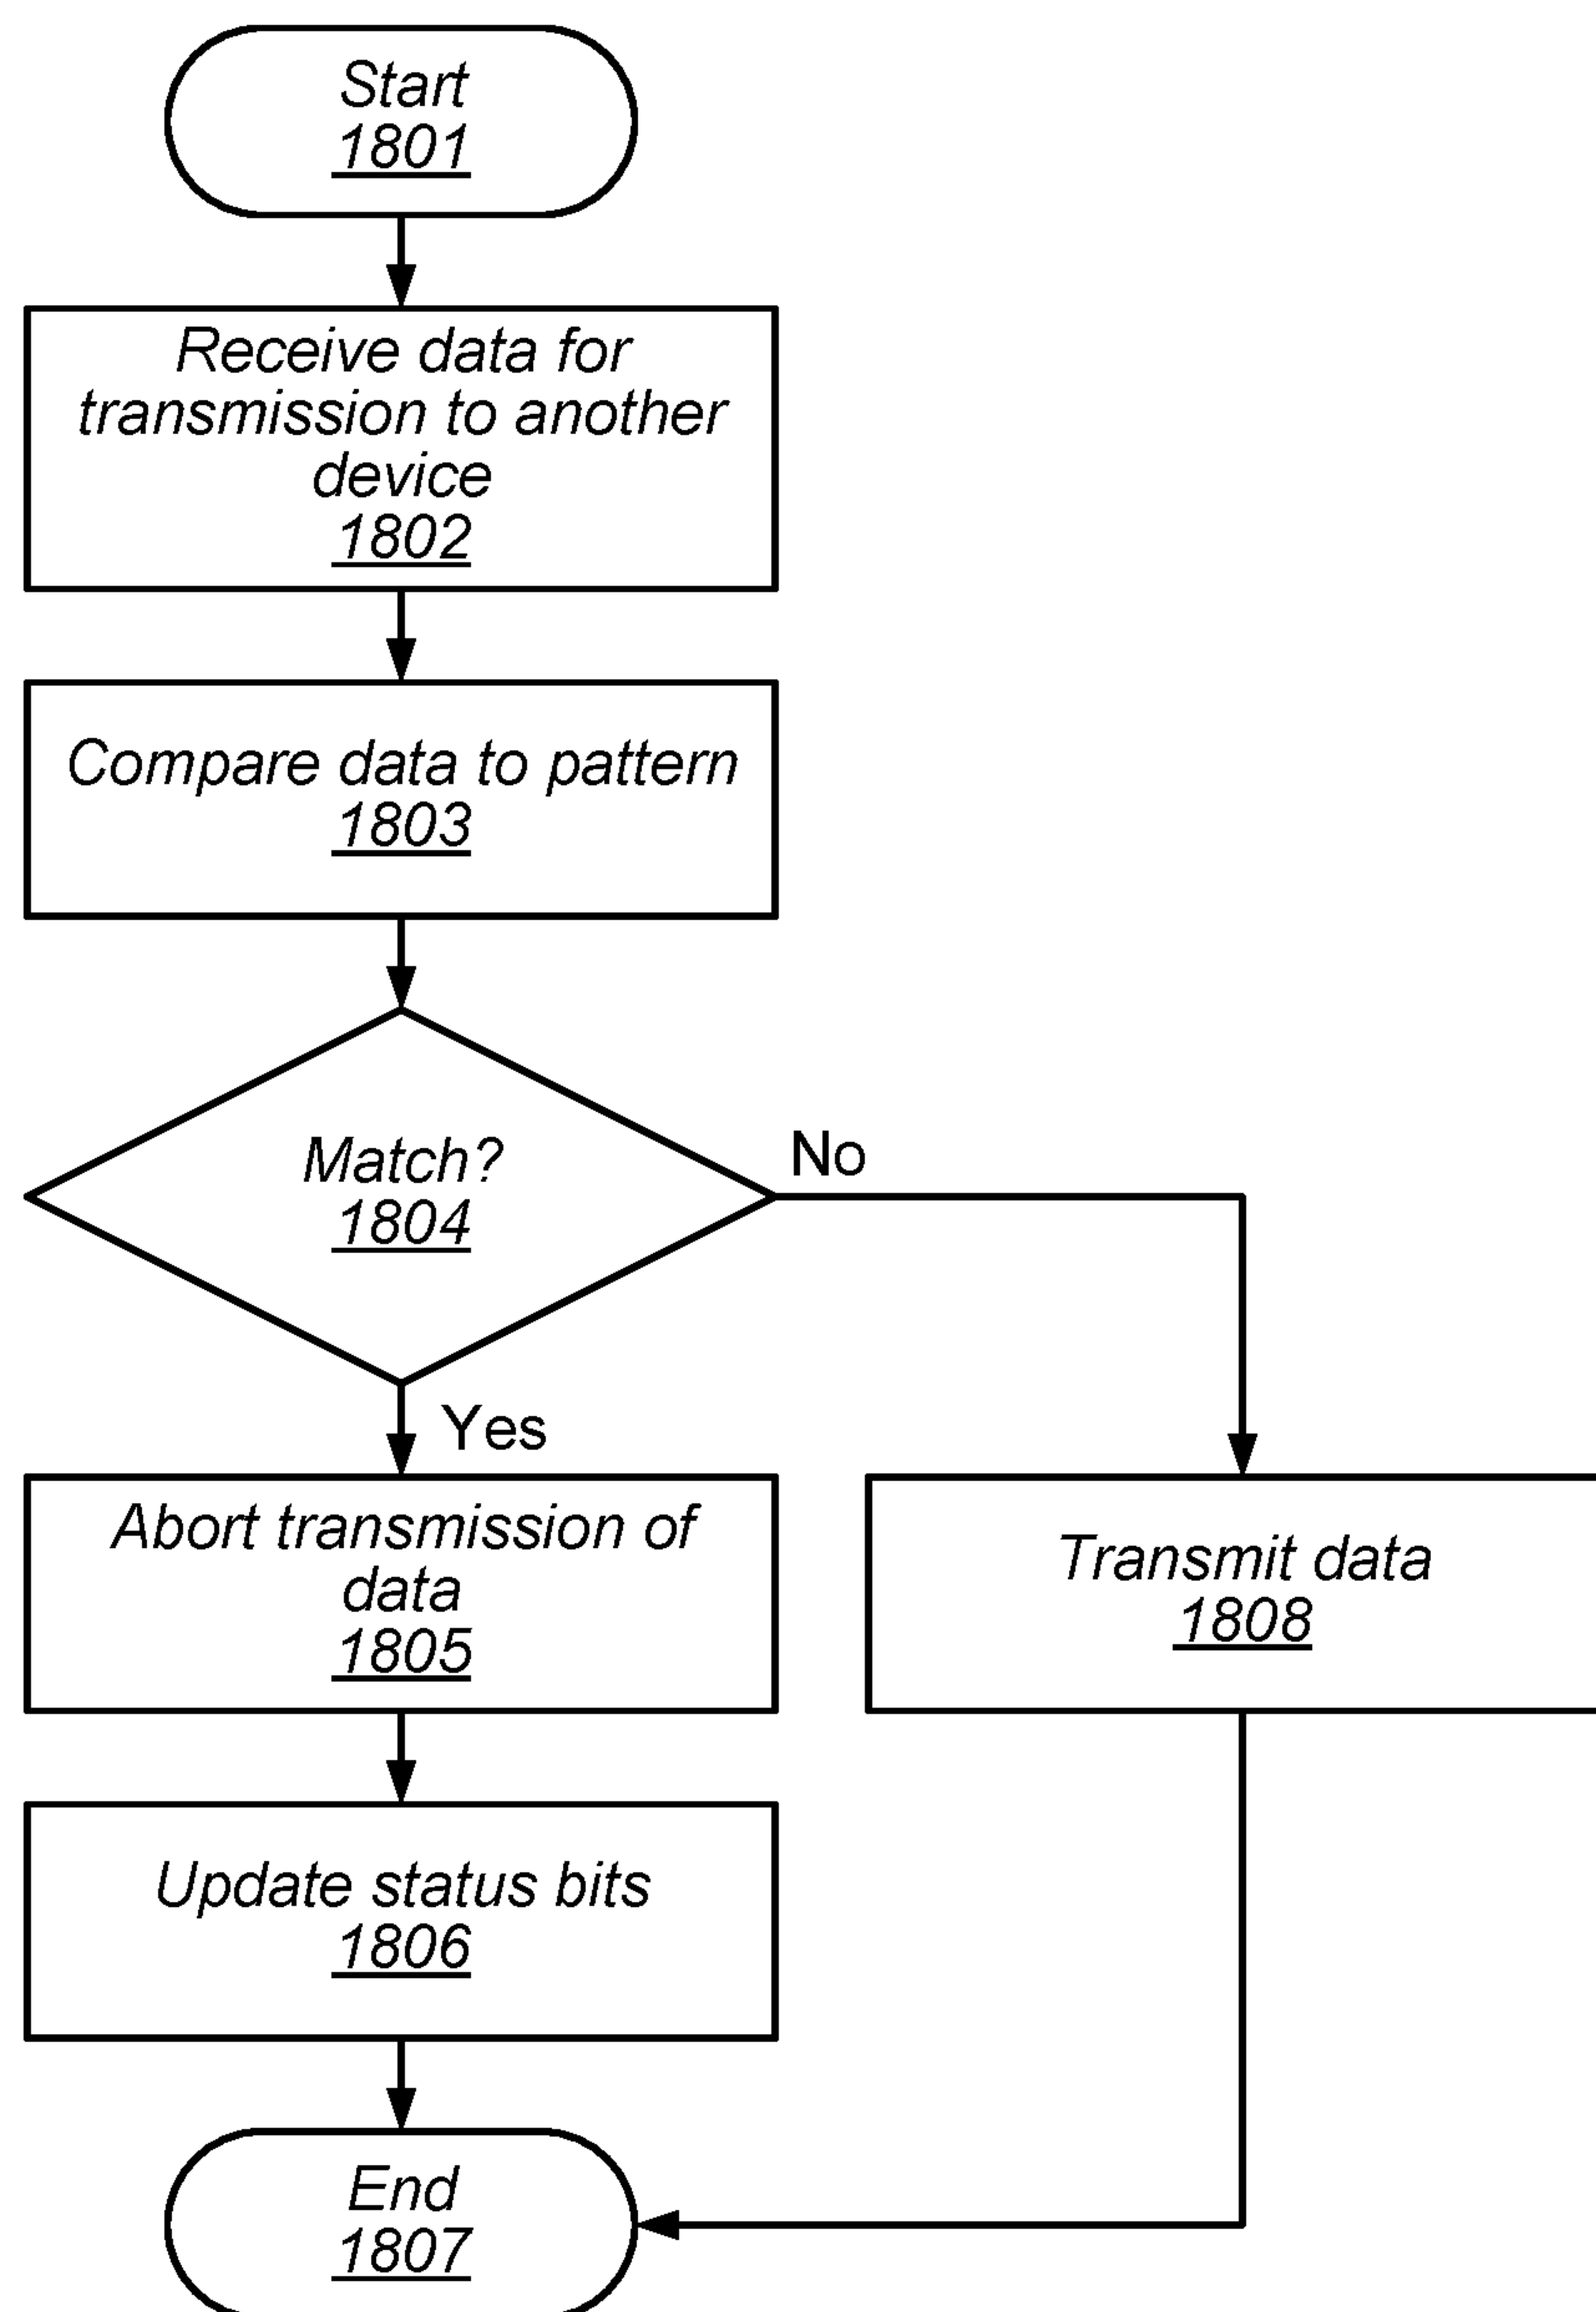 Start
1801
Receive data for
transmission to another
device
1802
Compare data to pattern
1803
Match?
1804
No
Yes
Abort transmission of
data
1805
Transmit data
1808
Update status bits
1806
End
1807